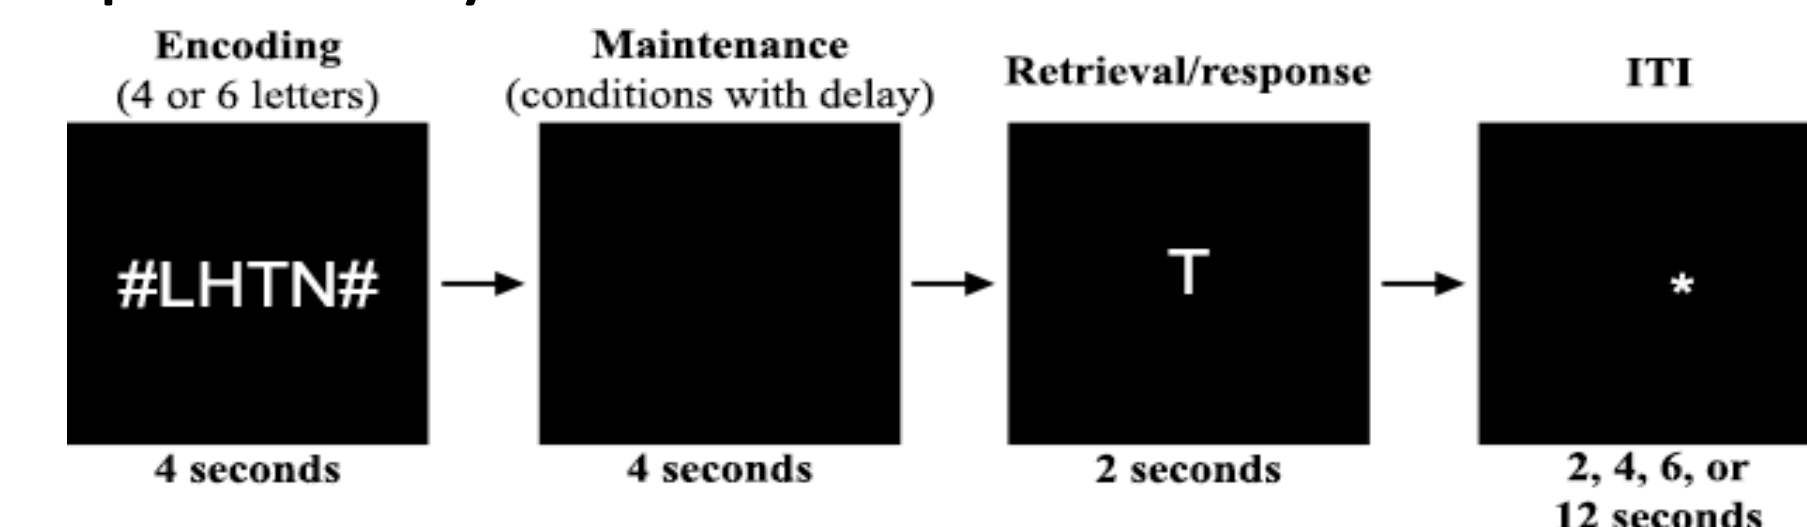 Encoding
(4 or 6 letters)
#LHTN#
4 seconds
Maintenance
(conditions with delay)
4 seconds
Retrieval/response
T
2 seconds
ITI
*
2, 4, 6, or
12 seconds